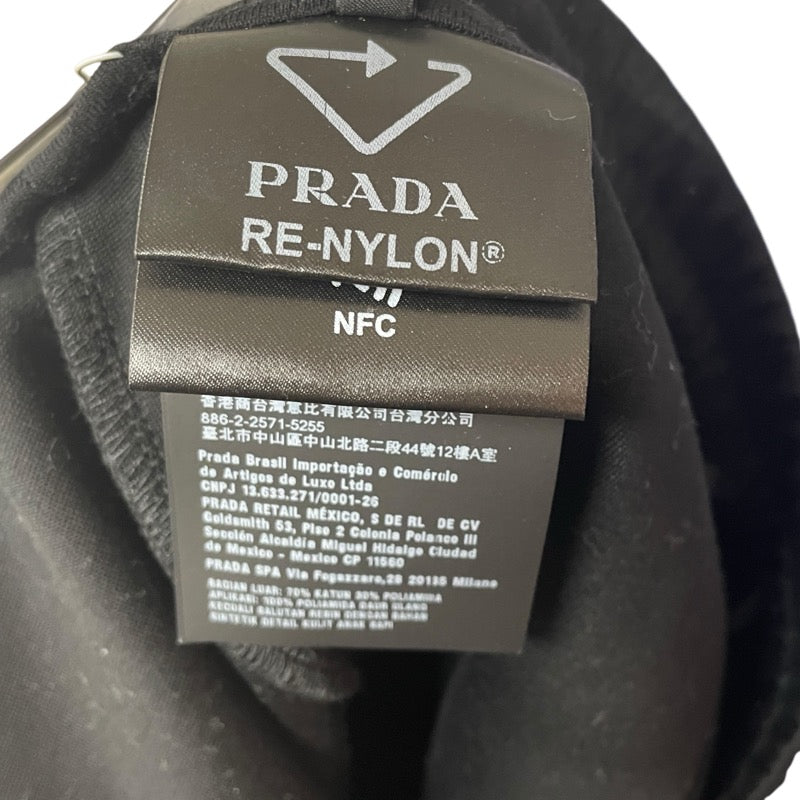 PRADA
RE-NYLON®
NFC
香港商台灣意比有限公司台灣分公司
886-2-2571-5255
臺北市中山區中山北路二段44號12樓A室
Prada Brasil Importação e Comércio
de Artigos de Luxo Ltda
CNPJ 13.633.271/0001-26
PRADA RETAIL MÉXICO, S DE RL DE CV
Goldsmith 53, Piso 2 Colonia Polanco III
Sección Alcaldía Miguel Hidalgo Ciudad
de Mexico - Mexico CP 11560
PRADA SPA Via Fogazzaro,28 20135 Milano
BAGIAN LUAR: 70% KATUN 30% POLIAMIDA
APLIKASI: 100% POLIAMIDA DAUR ULANG
KECUALI BALUTAN RESIN DENGAN BAHAN
SINTETIK DETAIL KULIT ANAK SAPI